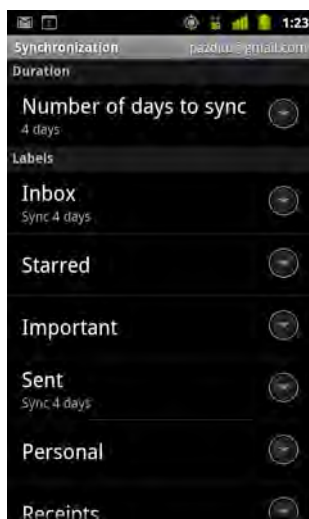 1:23
Synchronization
Duration
Number of days to sync
4 days
Labels
Inbox
Sync 4 days
Starred
Important
Sent
Sync 4 days
Personal
Receipts